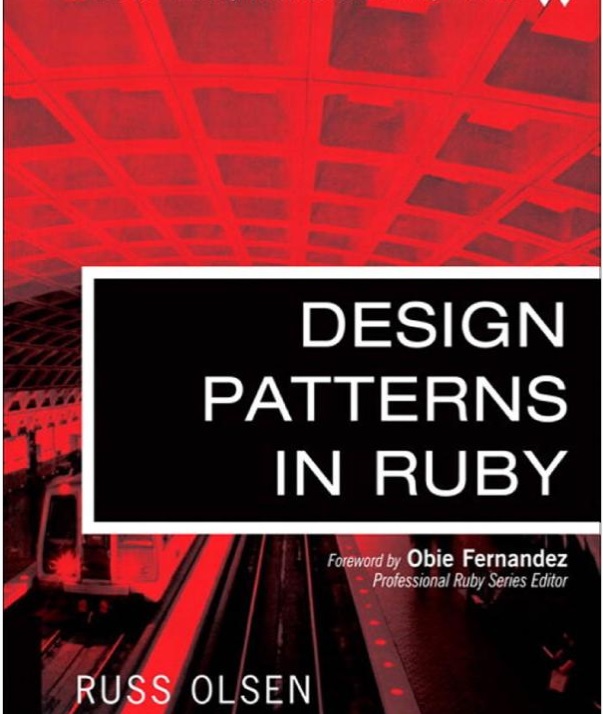 DESIGN
PATTERNS
IN RUBY
Foreword by Obie Fernandez
Professional Ruby Series Editor
RUSS OLSEN